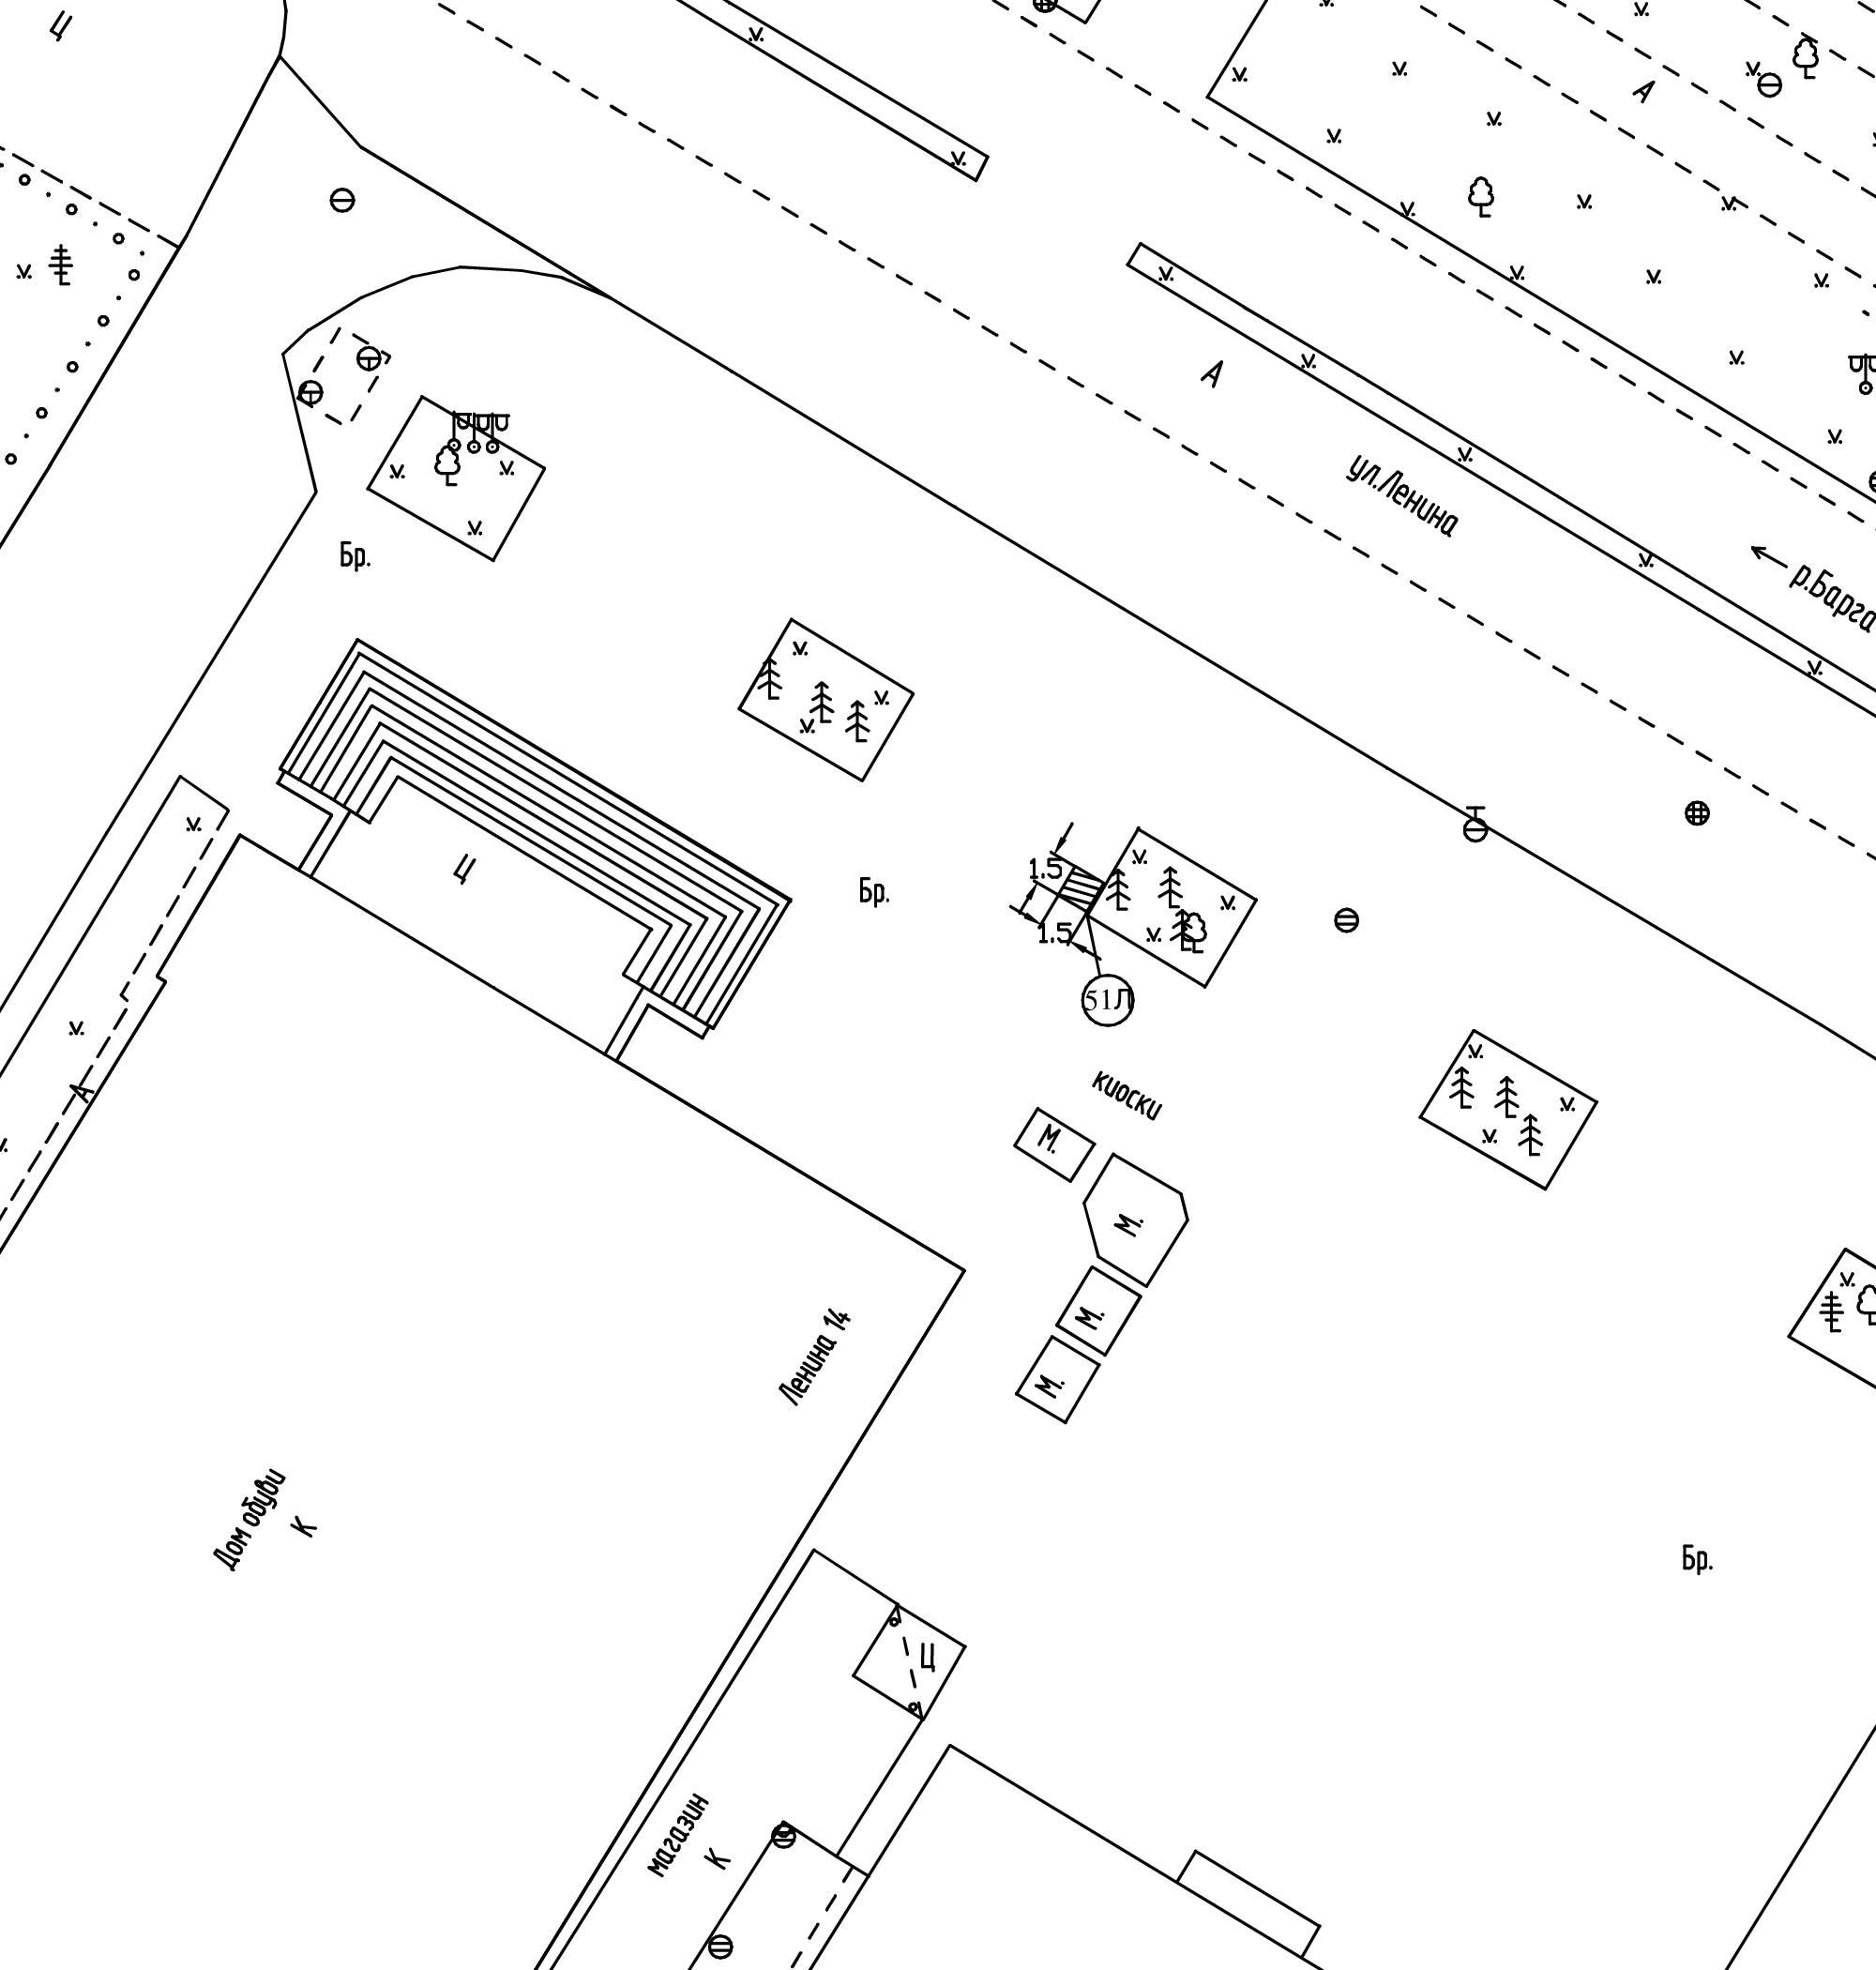 Ц
А
А
ул.Ленина
р.Барга
Бр.
Ц
Бр.
1.5
1.5
51Л
А
киоски
М.
М.
М.
М.
Ленина 14
Дом обуви
К
Бр.
Ц
магазин
К